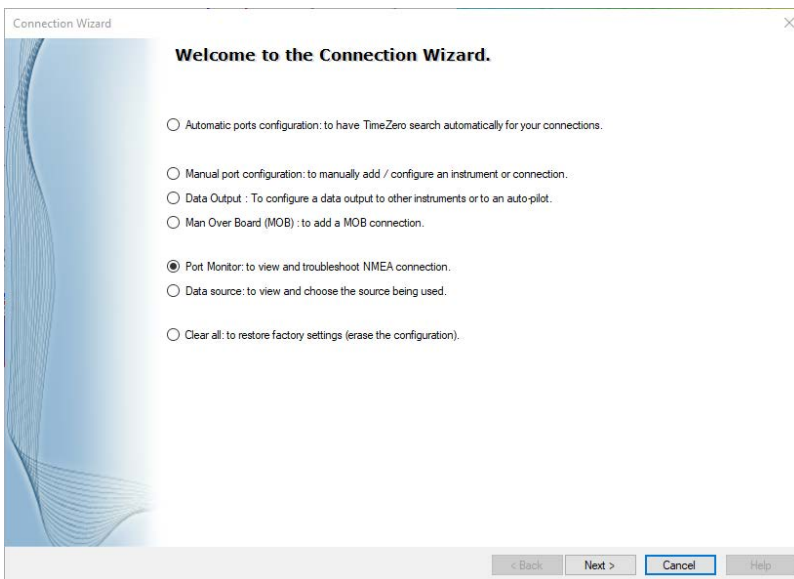 Connection Wizard
Welcome to the Connection Wizard.
Automatic ports configuration: to have TimeZero search automatically for your connections.
Manual port configuration: to manually add / configure an instrument or connection.
Data Output : To configure a data output to other instruments or to an auto-pilot.
Man Over Board (MOB) : to add a MOB connection.
Port Monitor: to view and troubleshoot NMEA connection.
Data source: to view and choose the source being used.
Clear all: to restore factory settings (erase the configuration).
< Back Next > Cancel Help